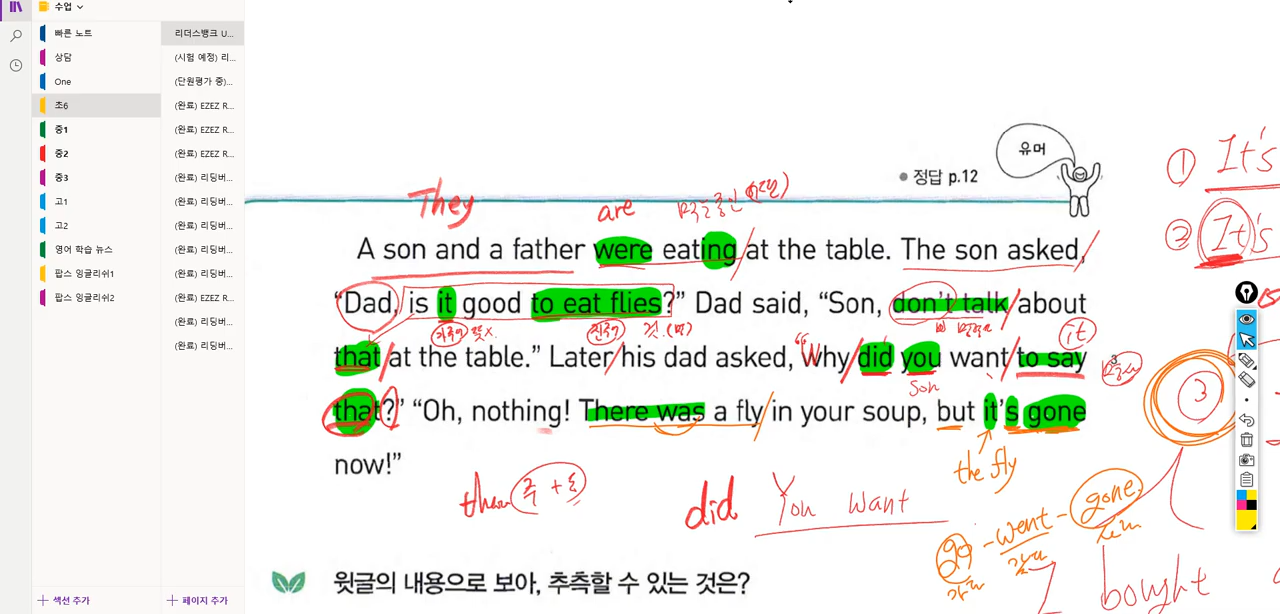 수업
빠른 노트
상담
One
초6
중1
중2
중3
고1
고2
영어 학습 뉴스
팝스 잉글리쉬1
팝스 잉글리쉬2
섹션 추가
리더스뱅크 U...
(시험 예정) 리...
(단원평가 중)...
(완료) EZEZ R...
(완료) EZEZ R...
(완료) EZEZ R...
(완료) 리딩버...
(완료) 리딩버...
(완료) 리딩버...
(완료) 리딩버...
(완료) 리딩버...
(완료) EZEZ R...
(완료) 리딩버...
(완료) 리딩버...
페이지 추가
유머
정답 p.12
① It's
② It's
They are
A son and a father were eating at the table. The son asked,
“Dad, is it good to eat flies?” Dad said, “Son, don't talk about
it
that at the table.” Later his dad asked, “Why did you want to say
son
3
that?” “Oh, nothing! There was a fly in your soup, but it's gone
the fly
now!”
did You want
went - gone
bought
윗글의 내용으로 보아, 추측할 수 있는 것은?